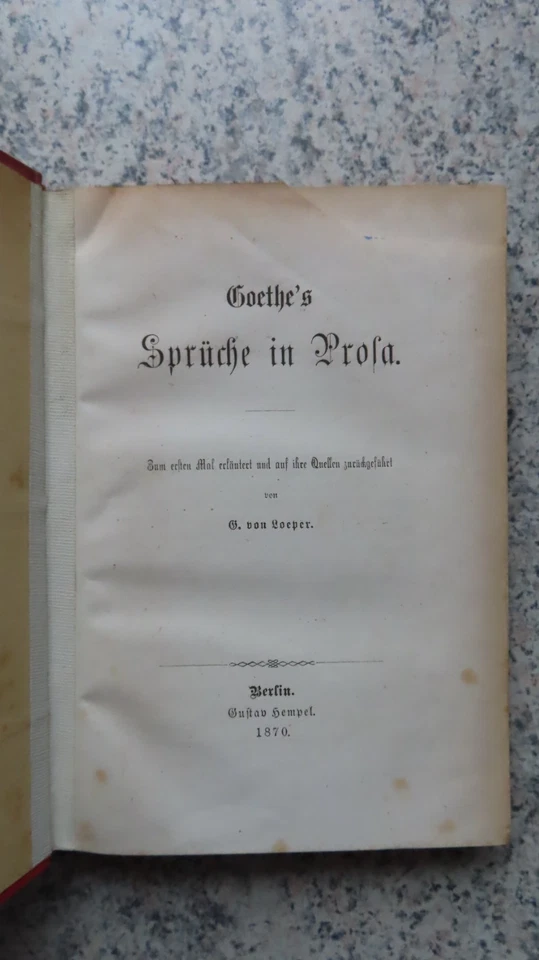 Goethe's
Sprüche in Prosa.
Zum ersten Mal erläutert und auf ihre Quellen zurückgeführt
von
G. von Loeper.
Berlin.
Gustav Hempel.
1870.